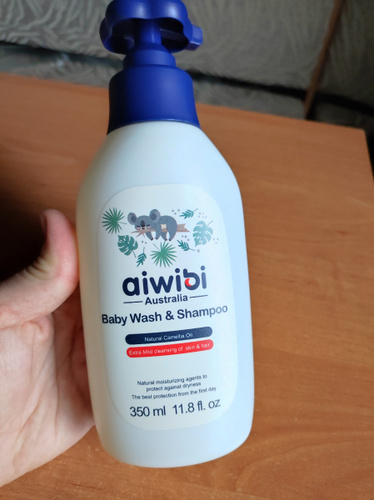 aiwibi
Australia
Baby Wash & Shampoo
Natural Camellia Oil
Extra Mild cleansing of skin & hair
Natural moisturizing agents to
protect against dryness
The best protection from the first day
350 ml 11.8 fl. oz